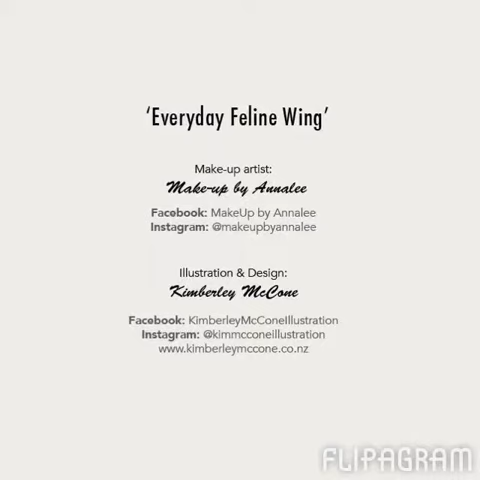 ‘Everyday Feline Wing’
Make-up artist:
Make-up by Annalee
Facebook: MakeUp by Annalee
Instagram: @makeupbyannalee
Illustration & Design:
Kimberley McCone
Facebook: KimberleyMcConeIllustration
Instagram: @kimmcconeillustration
www.kimberleymccone.co.nz
FLIPAGRAM